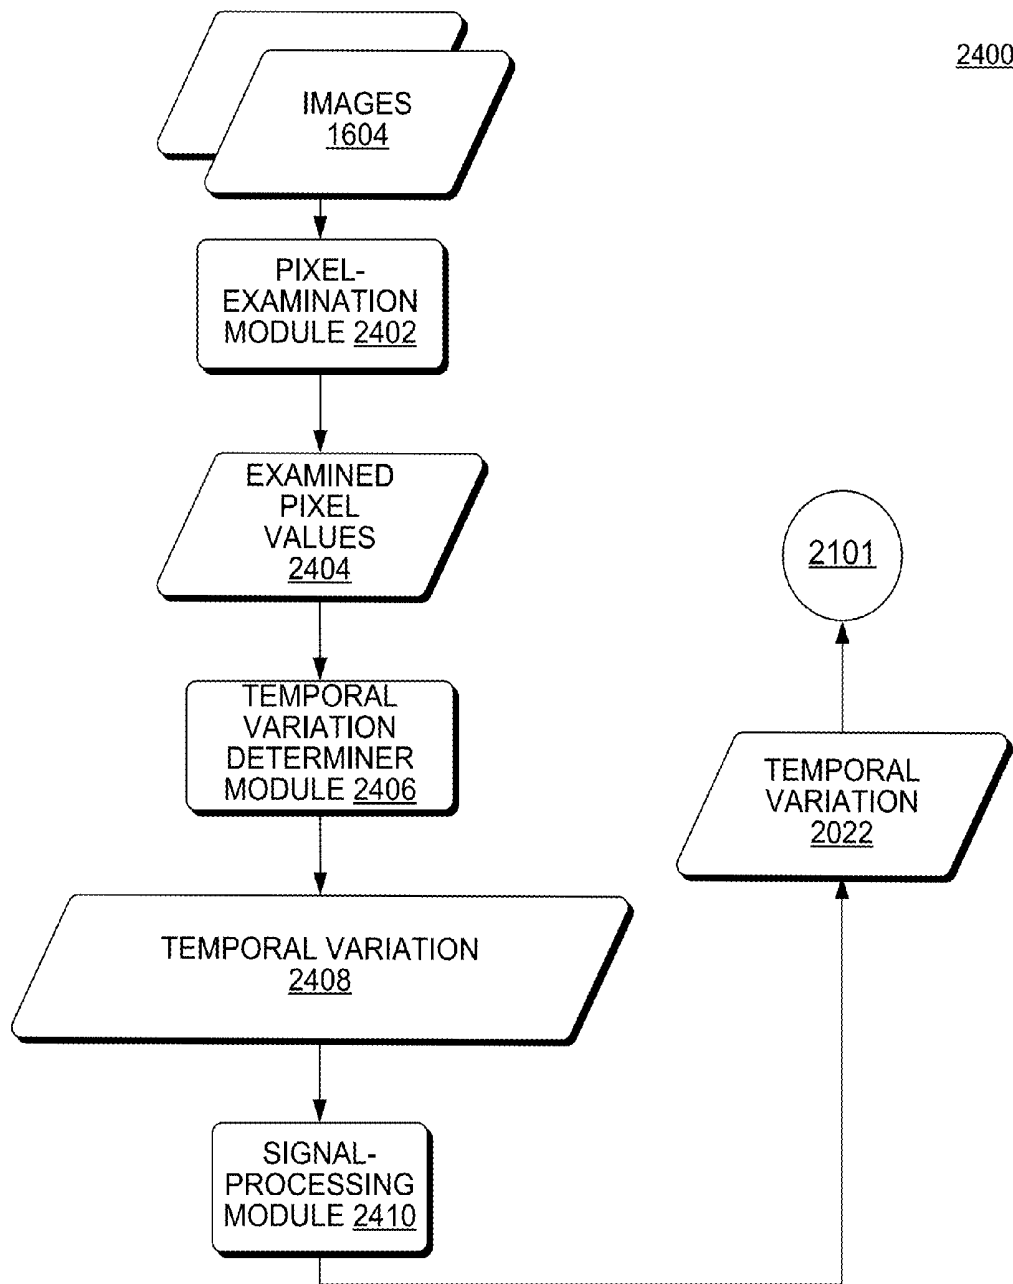 2400
IMAGES
1604
PIXEL-
EXAMINATION
MODULE 2402
EXAMINED
PIXEL
VALUES
2404
TEMPORAL
VARIATION
DETERMINER
MODULE 2406
TEMPORAL VARIATION
2408
SIGNAL-
PROCESSING
MODULE 2410
TEMPORAL
VARIATION
2022
2101